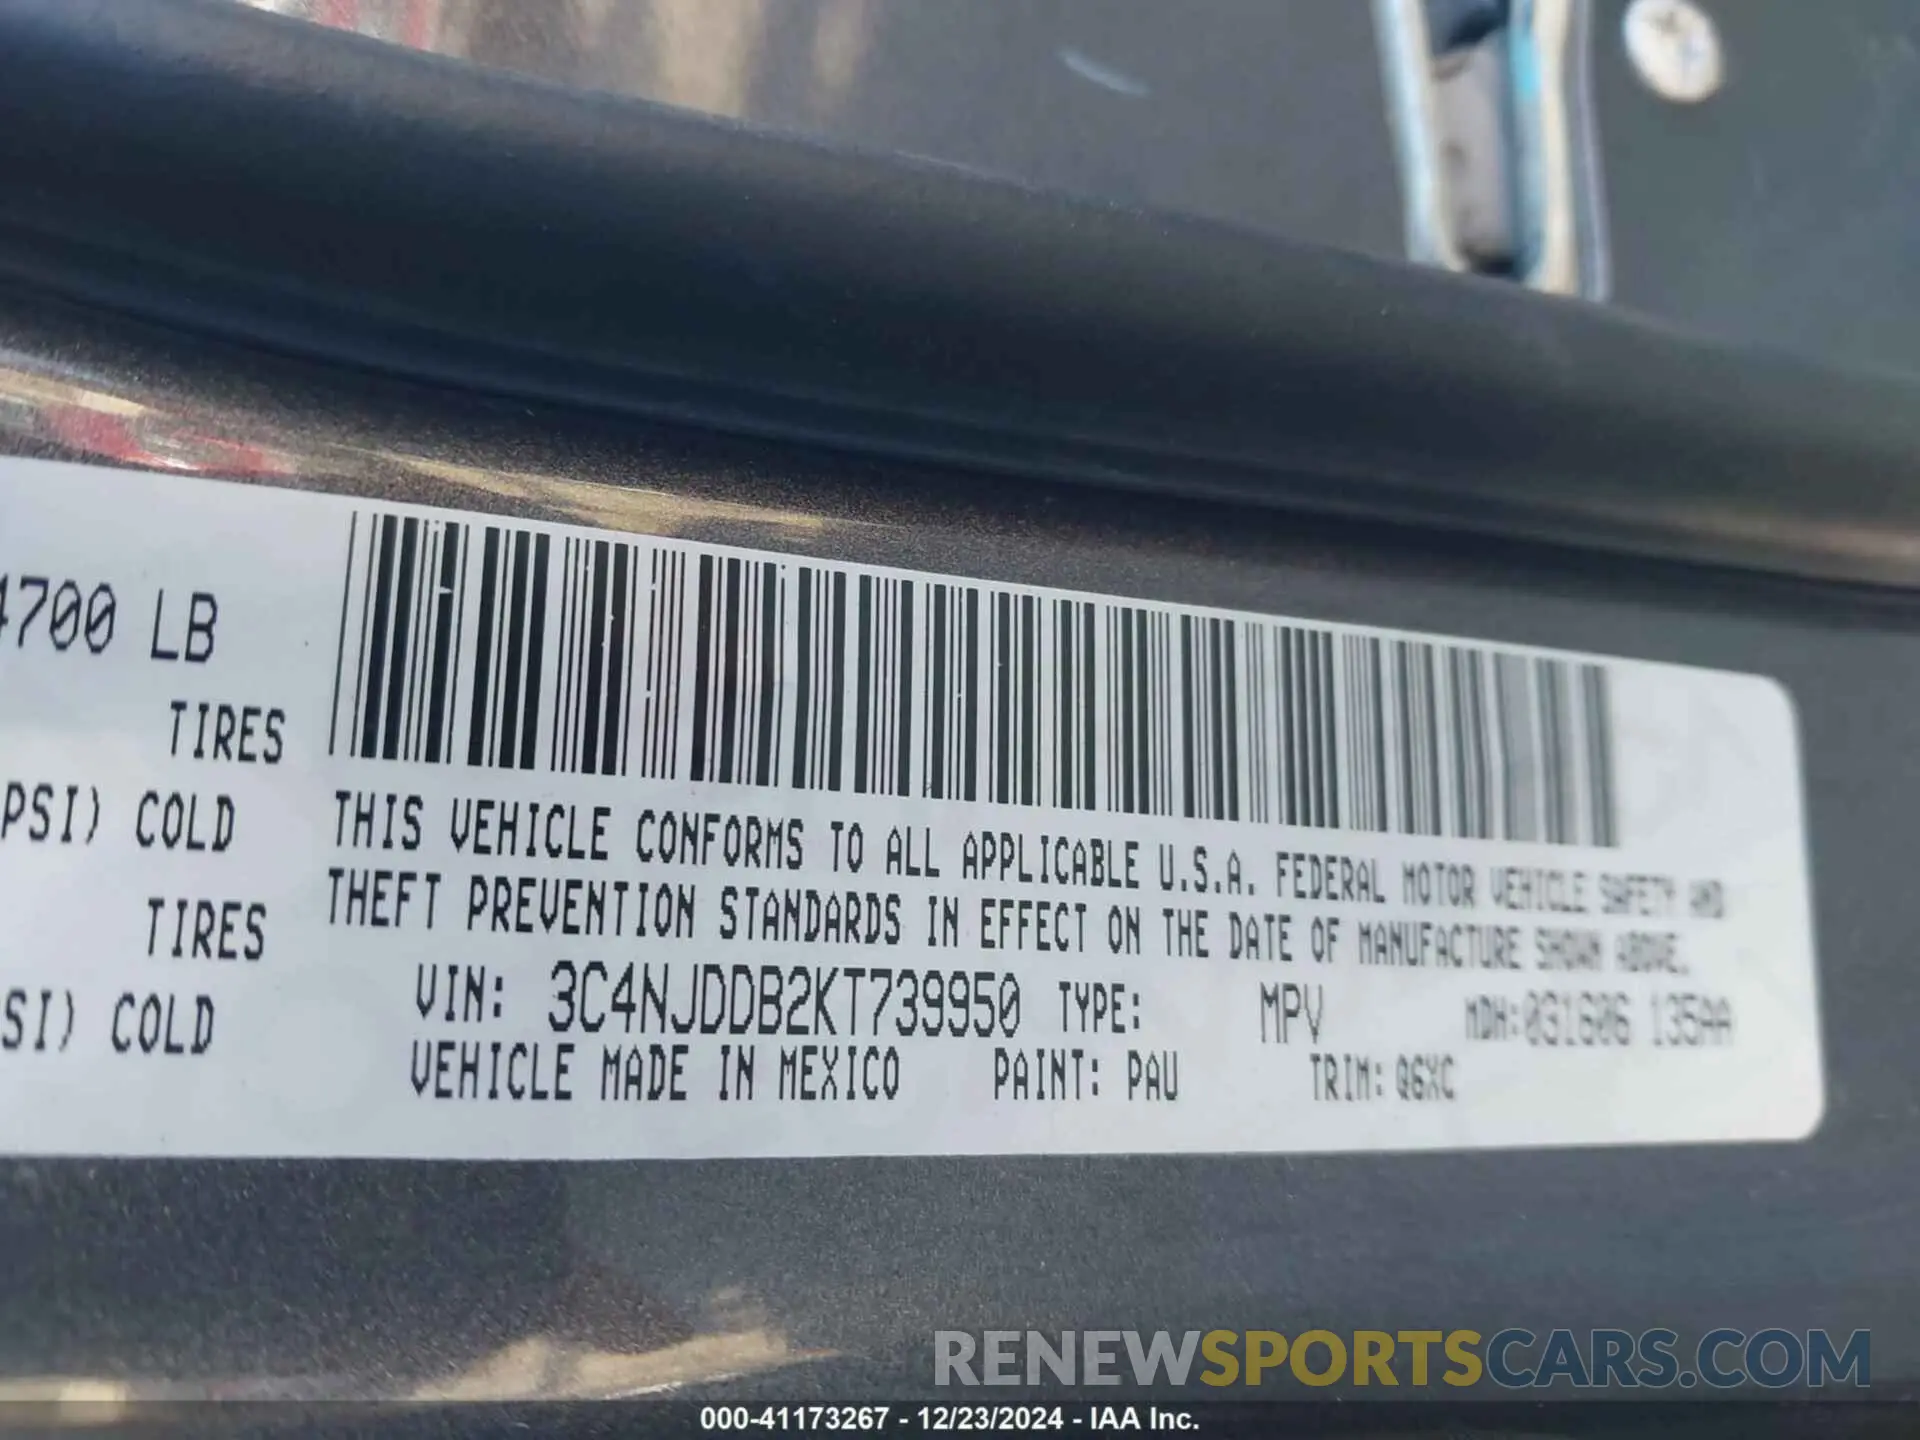 4700 LB
TIRES
PSI) COLD
TIRES
SI) COLD
THIS VEHICLE CONFORMS TO ALL APPLICABLE U.S.A. FEDERAL MOTOR VEHICLE SAFETY AND
THEFT PREVENTION STANDARDS IN EFFECT ON THE DATE OF MANUFACTURE SHOWN ABOVE.
VIN: 3C4NJDDB2KT739950 TYPE: MPV MDH:031606 135AA
VEHICLE MADE IN MEXICO PAINT: PAU TRIM: Q6XC
RENEWSPORTSCARS.COM
000-41173267 - 12/23/2024 - IAA Inc.